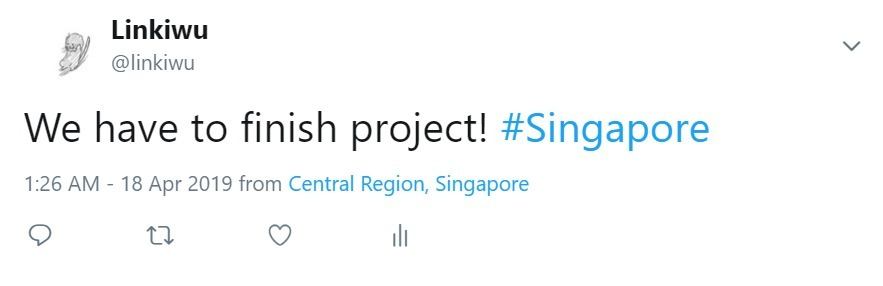 Linkiwu
@linkiwu
We have to finish project! #Singapore
1:26 AM - 18 Apr 2019 from Central Region, Singapore